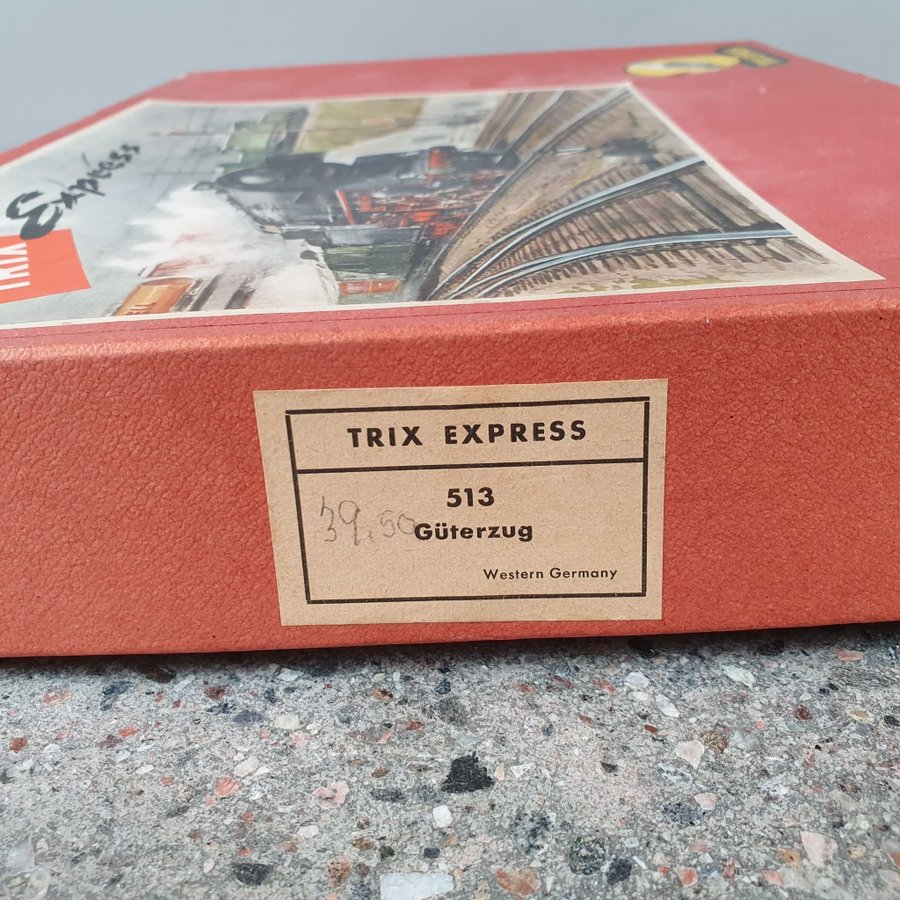 Express
TRIX
TRIX EXPRESS
513
39,50
Güterzug
Western Germany